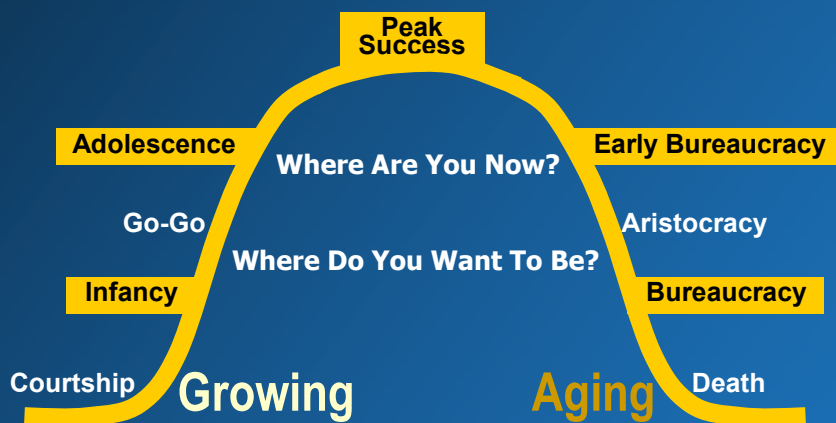 Peak
Success
Adolescence
Early Bureaucracy
Where Are You Now?
Go-Go
Aristocracy
Where Do You Want To Be?
Infancy
Bureaucracy
Courtship
Growing
Aging
Death